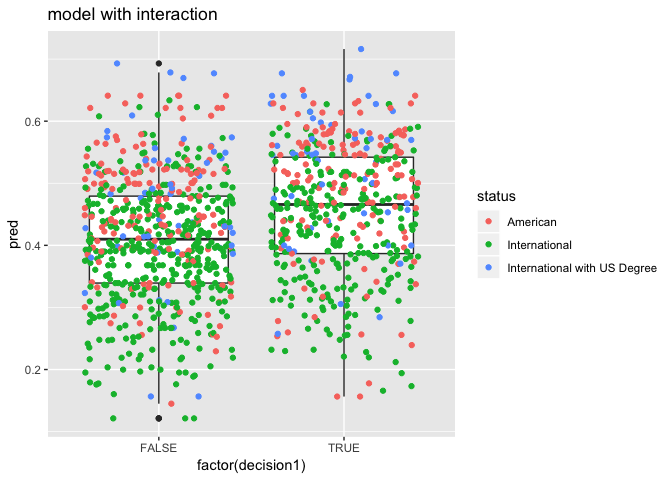 model with interaction
pred
0.6
0.4
0.2
FALSE
TRUE
factor(decision1)
status
American
International
International with US Degree